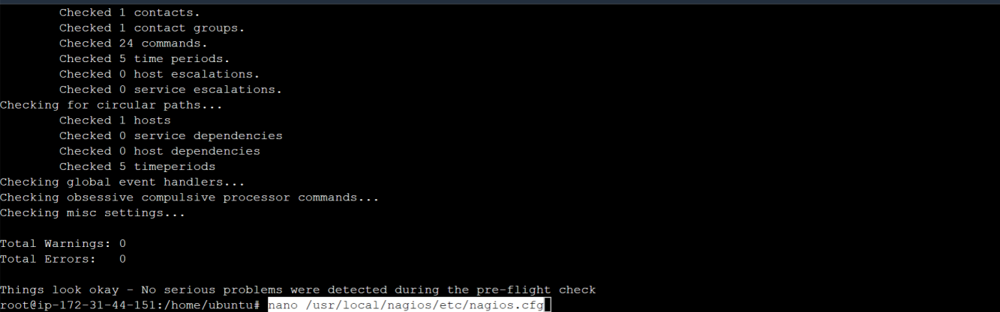 Checked 1 contacts.
Checked 1 contact groups.
Checked 24 commands.
Checked 5 time periods.
Checked 0 host escalations.
Checked 0 service escalations.
Checking for circular paths...
Checked 1 hosts
Checked 0 service dependencies
Checked 0 host dependencies
Checked 5 timeperiods
Checking global event handlers...
Checking obsessive compulsive processor commands...
Checking misc settings...
Total Warnings: 0
Total Errors:   0
Things look okay - No serious problems were detected during the pre-flight check
root@ip-172-31-44-151:/home/ubuntu# nano /usr/local/nagios/etc/nagios.cfg